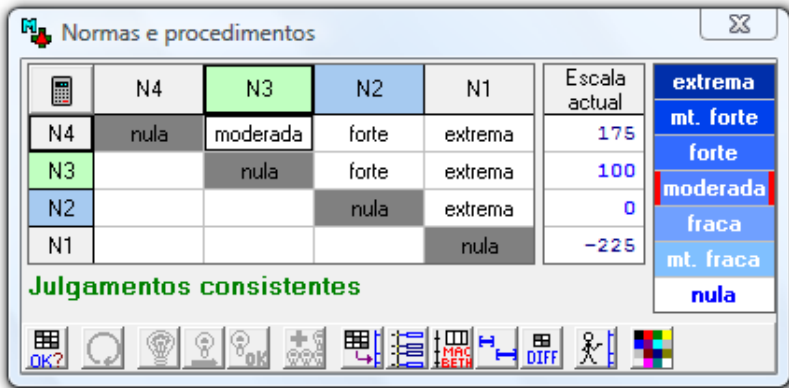 Normas e procedimentos
N4 N3 N2 N1 Escala actual
N4 nula moderada forte extrema 175
N3 nula forte extrema 100
N2 nula extrema 0
N1 nula -225
extrema
mt. forte
forte
moderada
fraca
mt. fraca
nula
Julgamentos consistentes
OK? OK MAC BETH DIFF